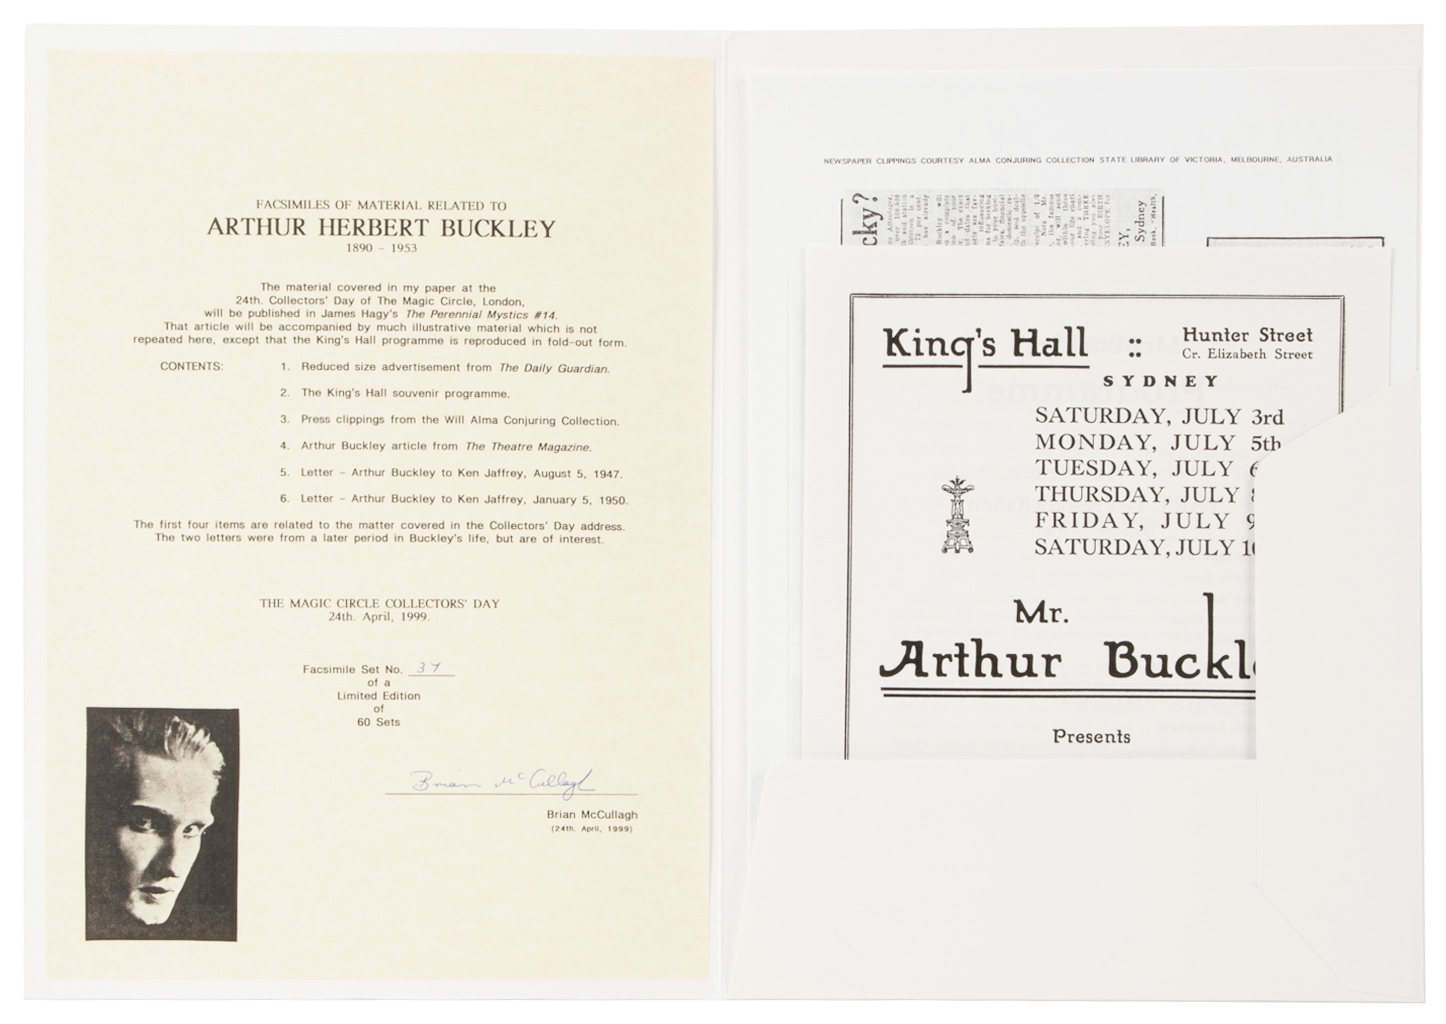 FACSIMILES OF MATERIAL RELATED TO
ARTHUR HERBERT BUCKLEY
1890 - 1953
The material covered in my paper at the
24th. Collectors' Day of The Magic Circle, London,
will be published in James Hagy's The Perennial Mystics #14.
That article will be accompanied by much illustrative material which is not
repeated here, except that the King's Hall programme is reproduced in fold-out form.
CONTENTS: 1. Reduced size advertisement from The Daily Guardian.
2. The King's Hall souvenir programme.
3. Press clippings from the Will Alma Conjuring Collection.
4. Arthur Buckley article from The Theatre Magazine.
5. Letter - Arthur Buckley to Ken Jaffrey, August 5, 1947.
6. Letter - Arthur Buckley to Ken Jaffrey, January 5, 1950.
The first four items are related to the matter covered in the Collectors' Day address.
The two letters were from a later period in Buckley's life, but are of interest.
THE MAGIC CIRCLE COLLECTORS' DAY
24th. April, 1999.
Facsimile Set No. 37
of a
Limited Edition
of
60 Sets
Brian McCullagh
Brian McCullagh
(24th. April, 1999)
NEWSPAPER CLIPPINGS COURTESY ALMA CONJURING COLLECTION STATE LIBRARY OF VICTORIA, MELBOURNE, AUSTRALIA
cky?
Sydney
King's Hall :: Hunter Street
Cr. Elizabeth Street
SYDNEY
SATURDAY, JULY 3rd
MONDAY, JULY 5th
TUESDAY, JULY 6
THURSDAY, JULY
FRIDAY, JULY 9
SATURDAY, JULY 10
Mr.
Arthur Buckl
Presents